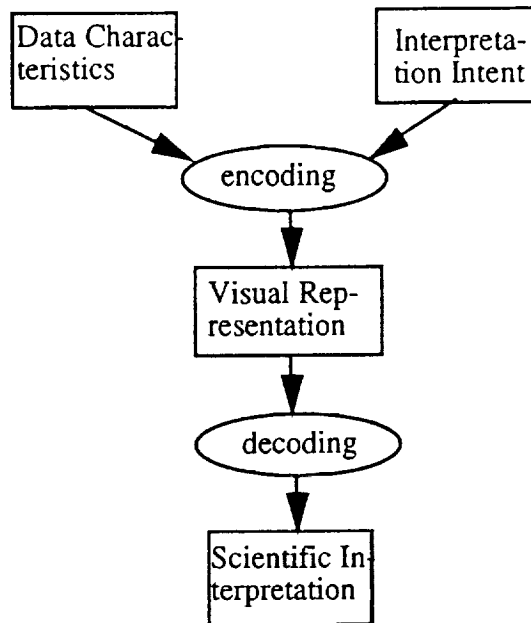 Data Charac-
teristics
Interpreta-
tion Intent
encoding
Visual Rep-
resentation
decoding
Scientific In-
terpretation